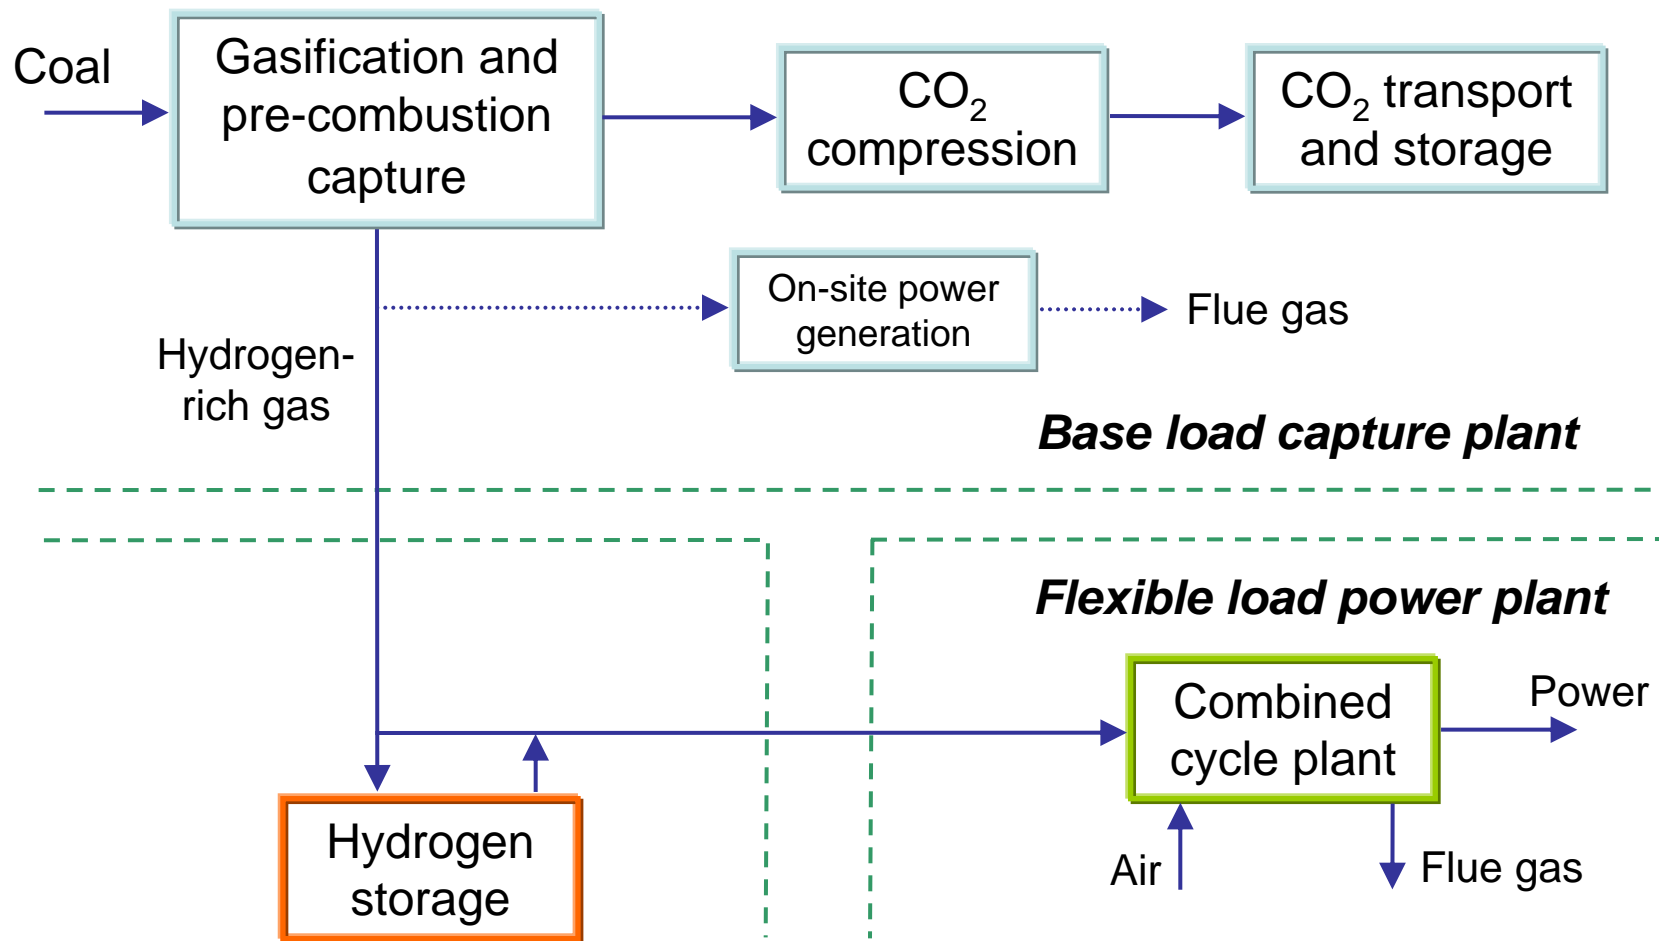 Coal
Gasification and
pre-combustion
capture
CO₂
compression
CO₂ transport
and storage
On-site power
generation
Flue gas
Hydrogen-
rich gas
Base load capture plant
Flexible load power plant
Combined
cycle plant
Power
Hydrogen
storage
Air
Flue gas